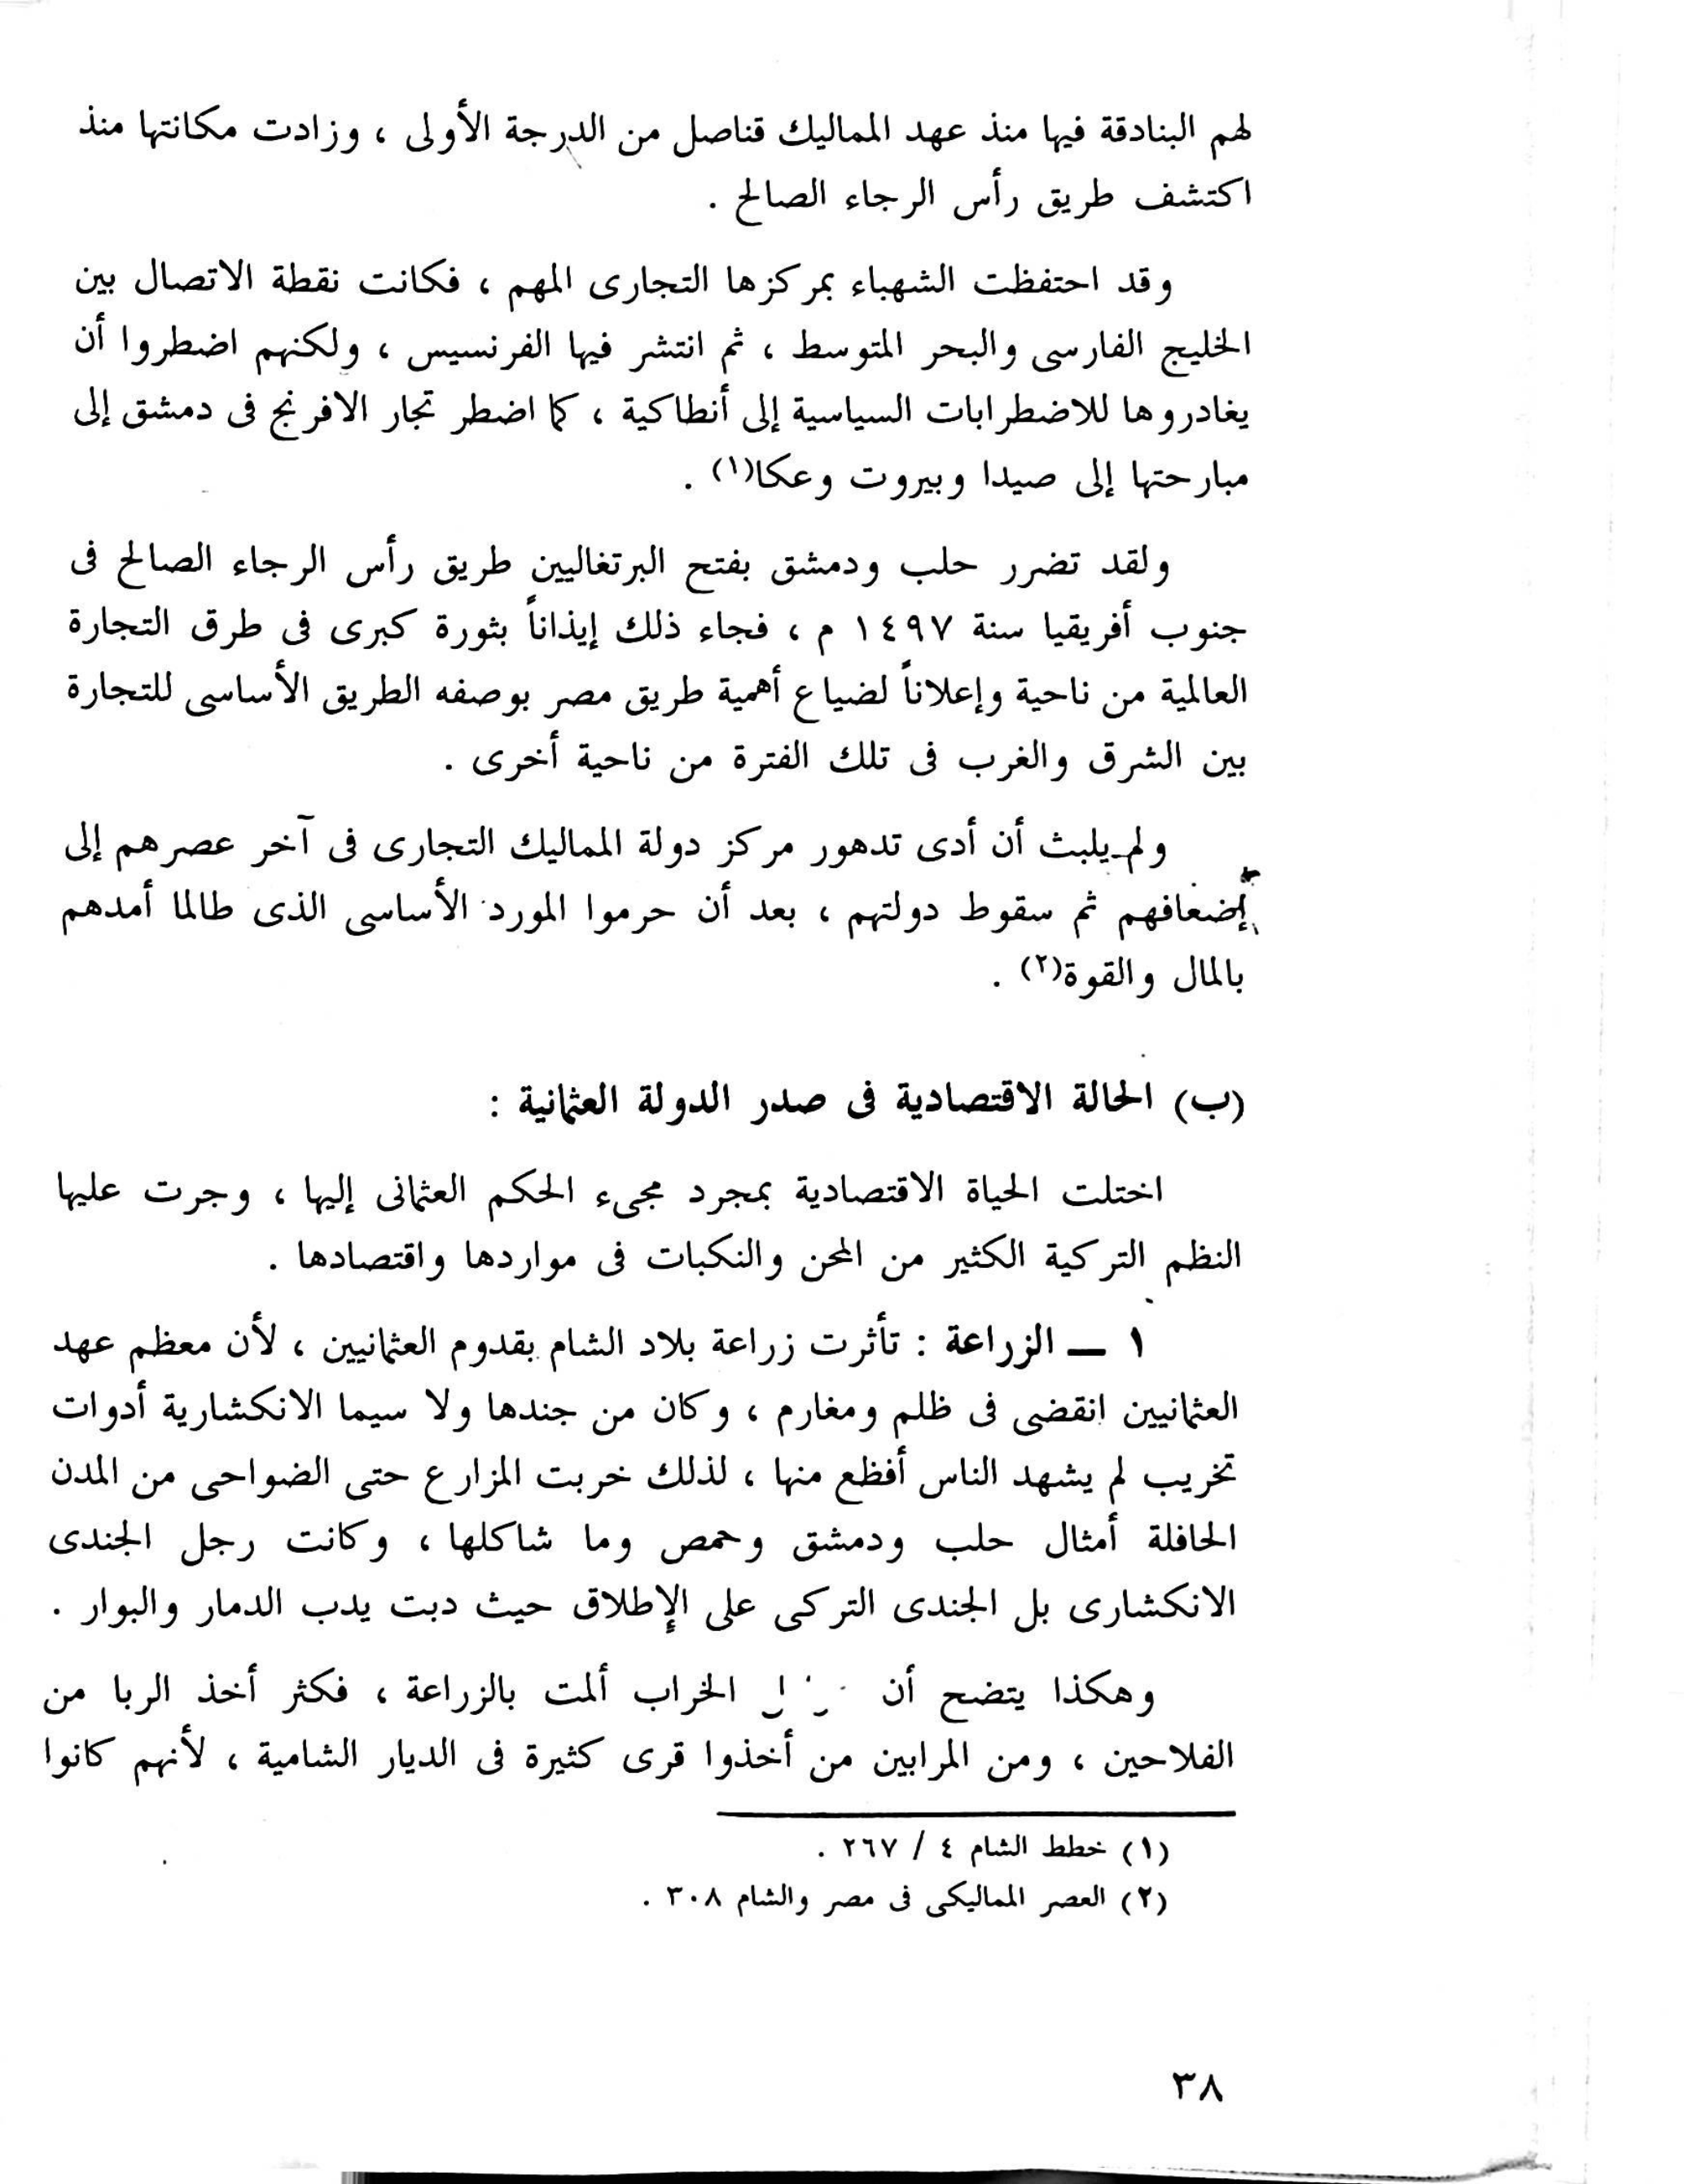 لهم البنادقة فيها منذ عهد المماليك قناصل من الدرجة الأولى ، وزادت مكانتها منذ
اكتشف طريق رأس الرجاء الصالح .
وقد احتفظت الشهباء بمركزها التجارى المهم ، فكانت نقطة الاتصال بين
الخليج الفارسى والبحر المتوسط ، ثم انتشر فيها الفرنسيس ، ولكنهم اضطروا أن
يغادروها للاضطرابات السياسية إلى أنطاكية ، كما اضطر تجار الافرنج فى دمشق إلى
مبارحتها إلى صيدا وبيروت وعكا(١) .
ولقد تضرر حلب ودمشق بفتح البرتغاليين طريق رأس الرجاء الصالح فى
جنوب أفريقيا سنة ١٤٩٧ م ، فجاء ذلك إيذاناً بثورة كبرى فى طرق التجارة
العالمية من ناحية وإعلاناً لضياع أهمية طريق مصر بوصفه الطريق الأساسى للتجارة
بين الشرق والغرب فى تلك الفترة من ناحية أخرى .
ولم يلبث أن أدى تدهور مركز دولة المماليك التجارى فى آخر عصرهم إلى
إضعافهم ثم سقوط دولتهم ، بعد أن حرموا المورد الأساسى الذى طالما أمدهم
بالمال والقوة(٢) .
(ب) الحالة الاقتصادية فى صدر الدولة العثمانية :
اختلت الحياة الاقتصادية بمجرد مجىء الحكم العثمانى إليها ، وجرت عليها
النظم التركية الكثير من المحن والنكبات فى مواردها واقتصادها .
١ ــ الزراعة : تأثرت زراعة بلاد الشام بقدوم العثمانيين ، لأن معظم عهد
العثمانيين انقضى فى ظلم ومغارم ، وكان من جندها ولا سيما الانكشارية أدوات
تخريب لم يشهد الناس أفظع منها ، لذلك خربت المزارع حتى الضواحى من المدن
الحافلة أمثال حلب ودمشق وحمص وما شاكلها ، وكانت رجل الجندى
الانكشارى بل الجندى التركى على الإطلاق حيث دبت يدب الدمار والبوار .
وهكذا يتضح أن الخراب ألمت بالزراعة ، فكثر أخذ الربا من
الفلاحين ، ومن المرابين من أخذوا قرى كثيرة فى الديار الشامية ، لأنهم كانوا
(١) خطط الشام ٤ / ٢٦٧ .
(٢) العصر المماليكى فى مصر والشام ٣٠٨ .
٣٨